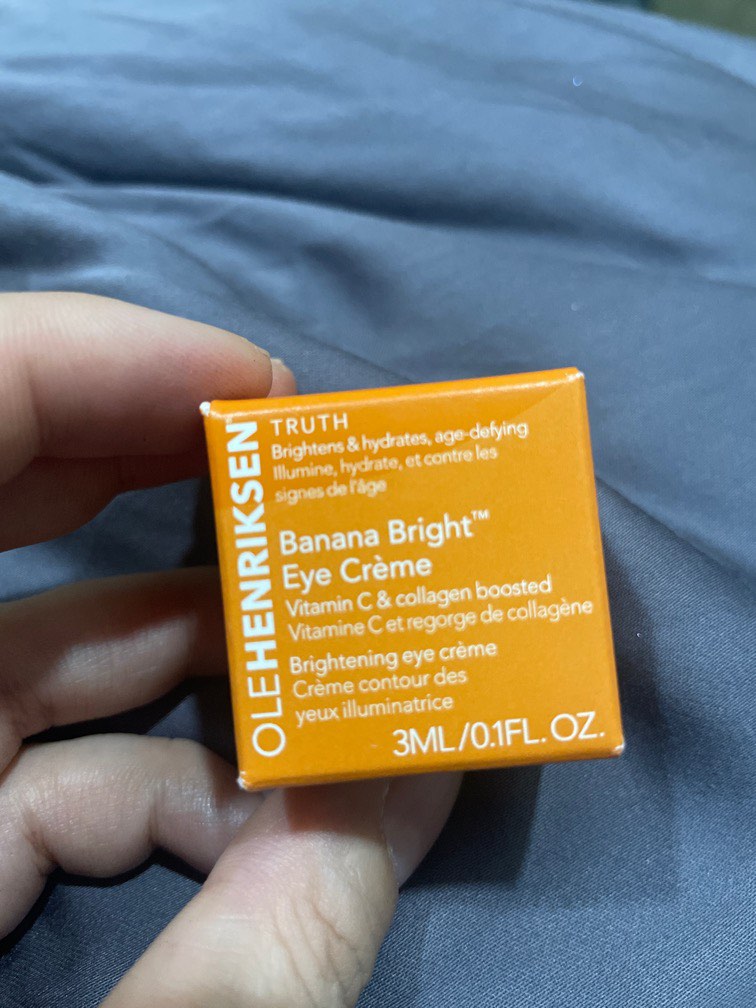 OLEHENRIKSEN
TRUTH
Brightens & hydrates, age-defying
Illumine, hydrate, et contre les
signes de l'âge
Banana Bright™
Eye Crème
Vitamin C & collagen boosted
Vitamine C et regorge de collagène
Brightening eye crème
Crème contour des
yeux illuminatrice
3ML/0.1FL. OZ.